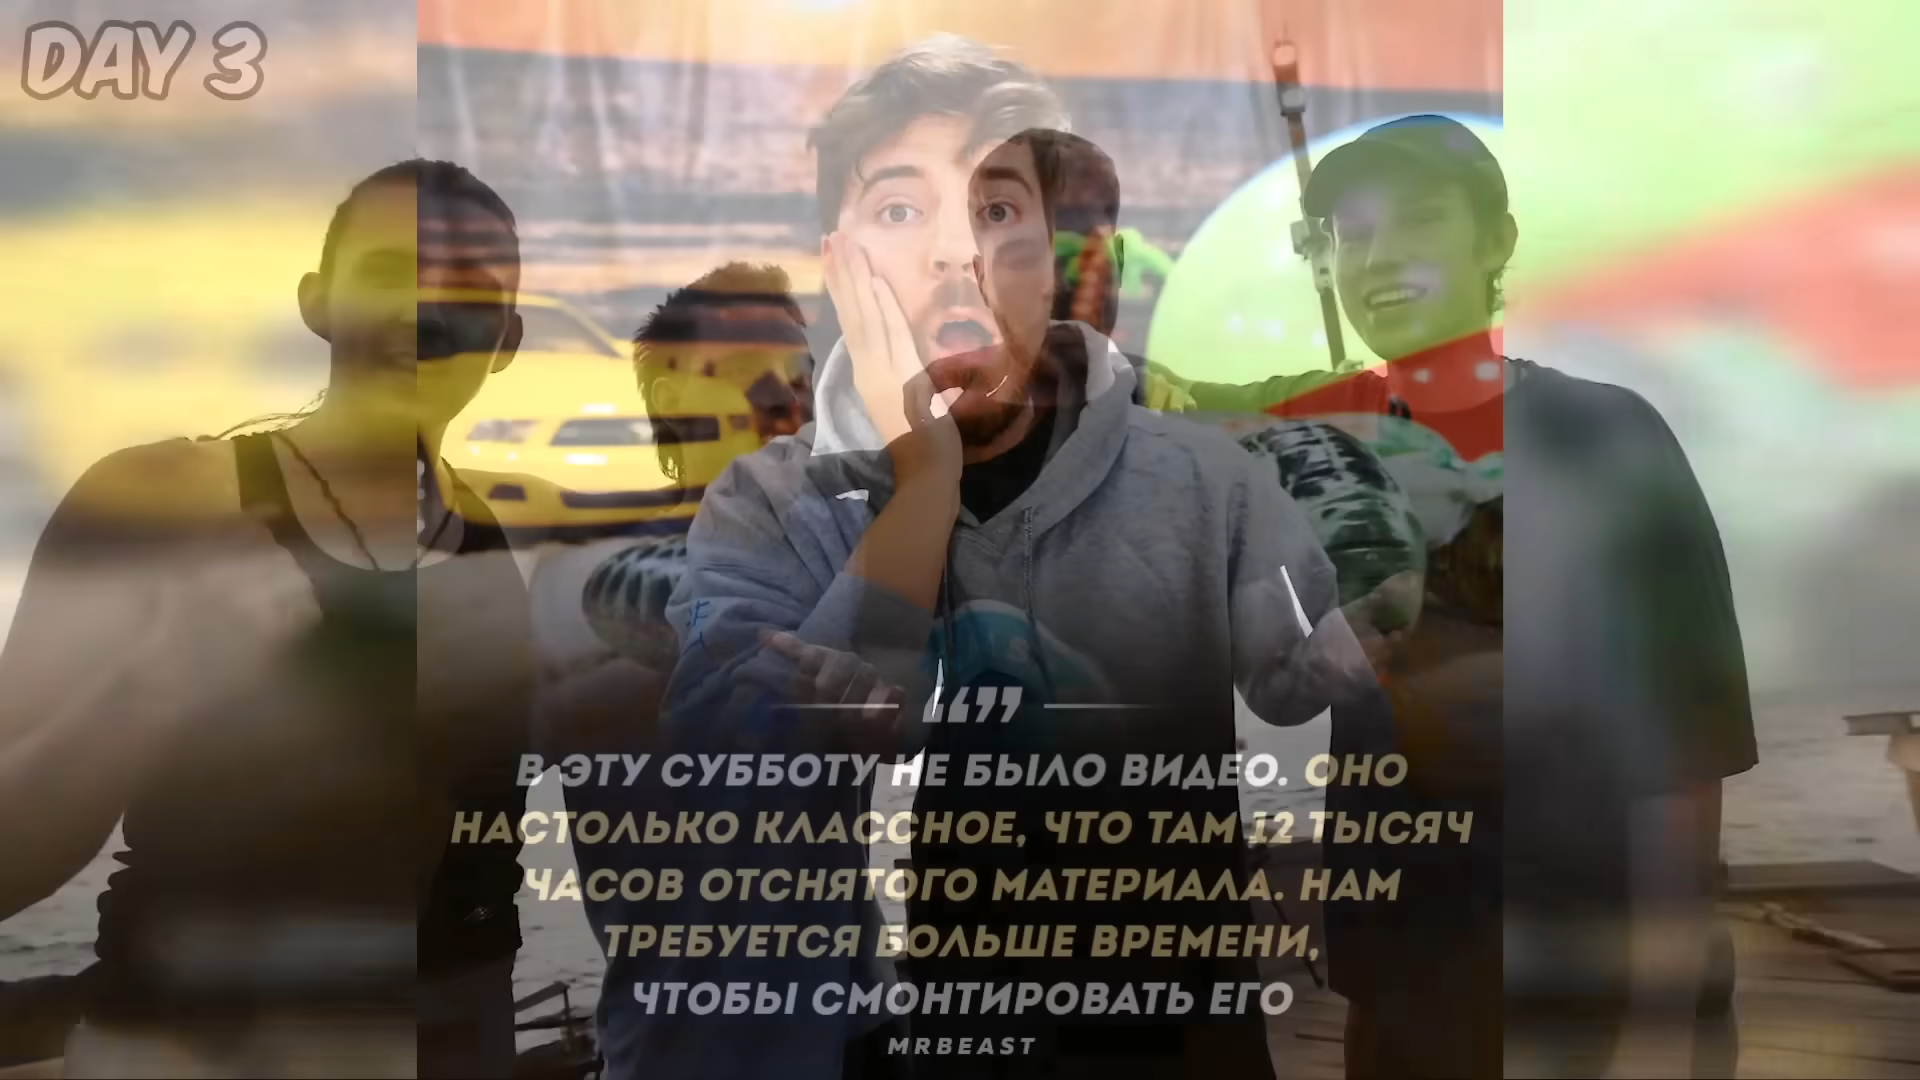 DAY 3
В ЭТУ СУББОТУ НЕ БЫЛО ВИДЕО. ОНО
НАСТОЛЬКО КЛАССНОЕ, ЧТО ТАМ 12 ТЫСЯЧ
ЧАСОВ ОТСНЯТОГО МАТЕРИАЛА. НАМ
ТРЕБУЕТСЯ БОЛЬШЕ ВРЕМЕНИ,
ЧТОБЫ СМОНТИРОВАТЬ ЕГО
MRBEAST